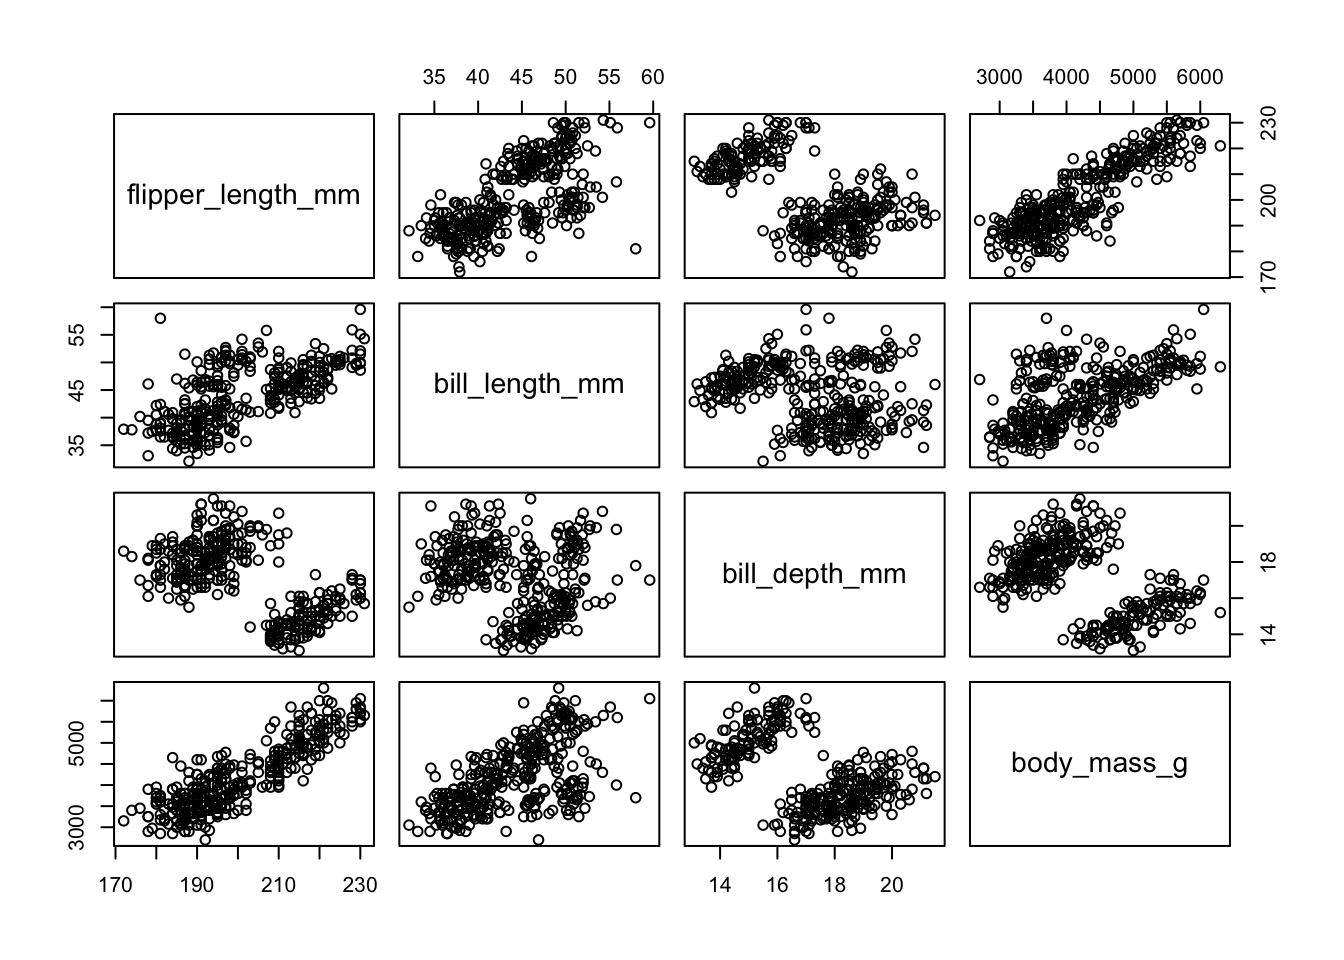 35 40 45 50 55 60
3000 4000 5000 6000
flipper_length_mm
170 200 230
35 45 55
bill_length_mm
bill_depth_mm
14 18
3000 5000
body_mass_g
170 190 210 230
14 16 18 20